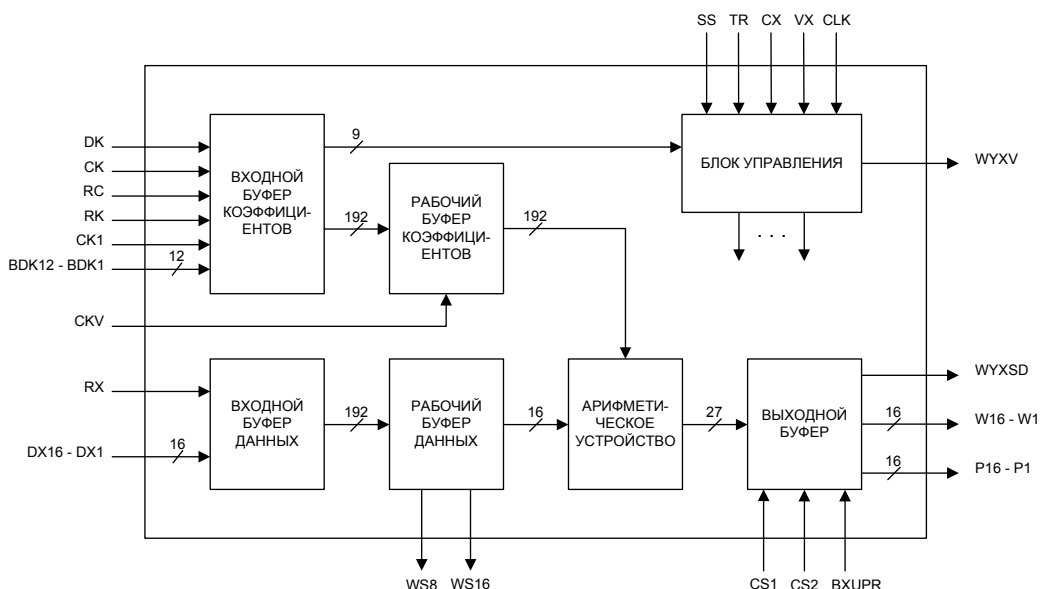 SS TR CX VX CLK
DK
CK
RC
RK
CK1
BDK12 - BDK1
12
CKV
ВХОДНОЙ
БУФЕР
КОЭФФИЦИ-
ЕНТОВ
9
192
РАБОЧИЙ
БУФЕР
КОЭФФИЦИ-
ЕНТОВ
192
БЛОК УПРАВЛЕНИЯ
. . .
WYXV
RX
DX16 - DX1
16
ВХОДНОЙ
БУФЕР
ДАННЫХ
192
РАБОЧИЙ
БУФЕР
ДАННЫХ
16
АРИФМЕТИ-
ЧЕСКОЕ
УСТРОЙСТВО
27
ВЫХОДНОЙ
БУФЕР
WYXSD
16
W16 - W1
16
P16 - P1
WS8 WS16
CS1 CS2 BXUPR